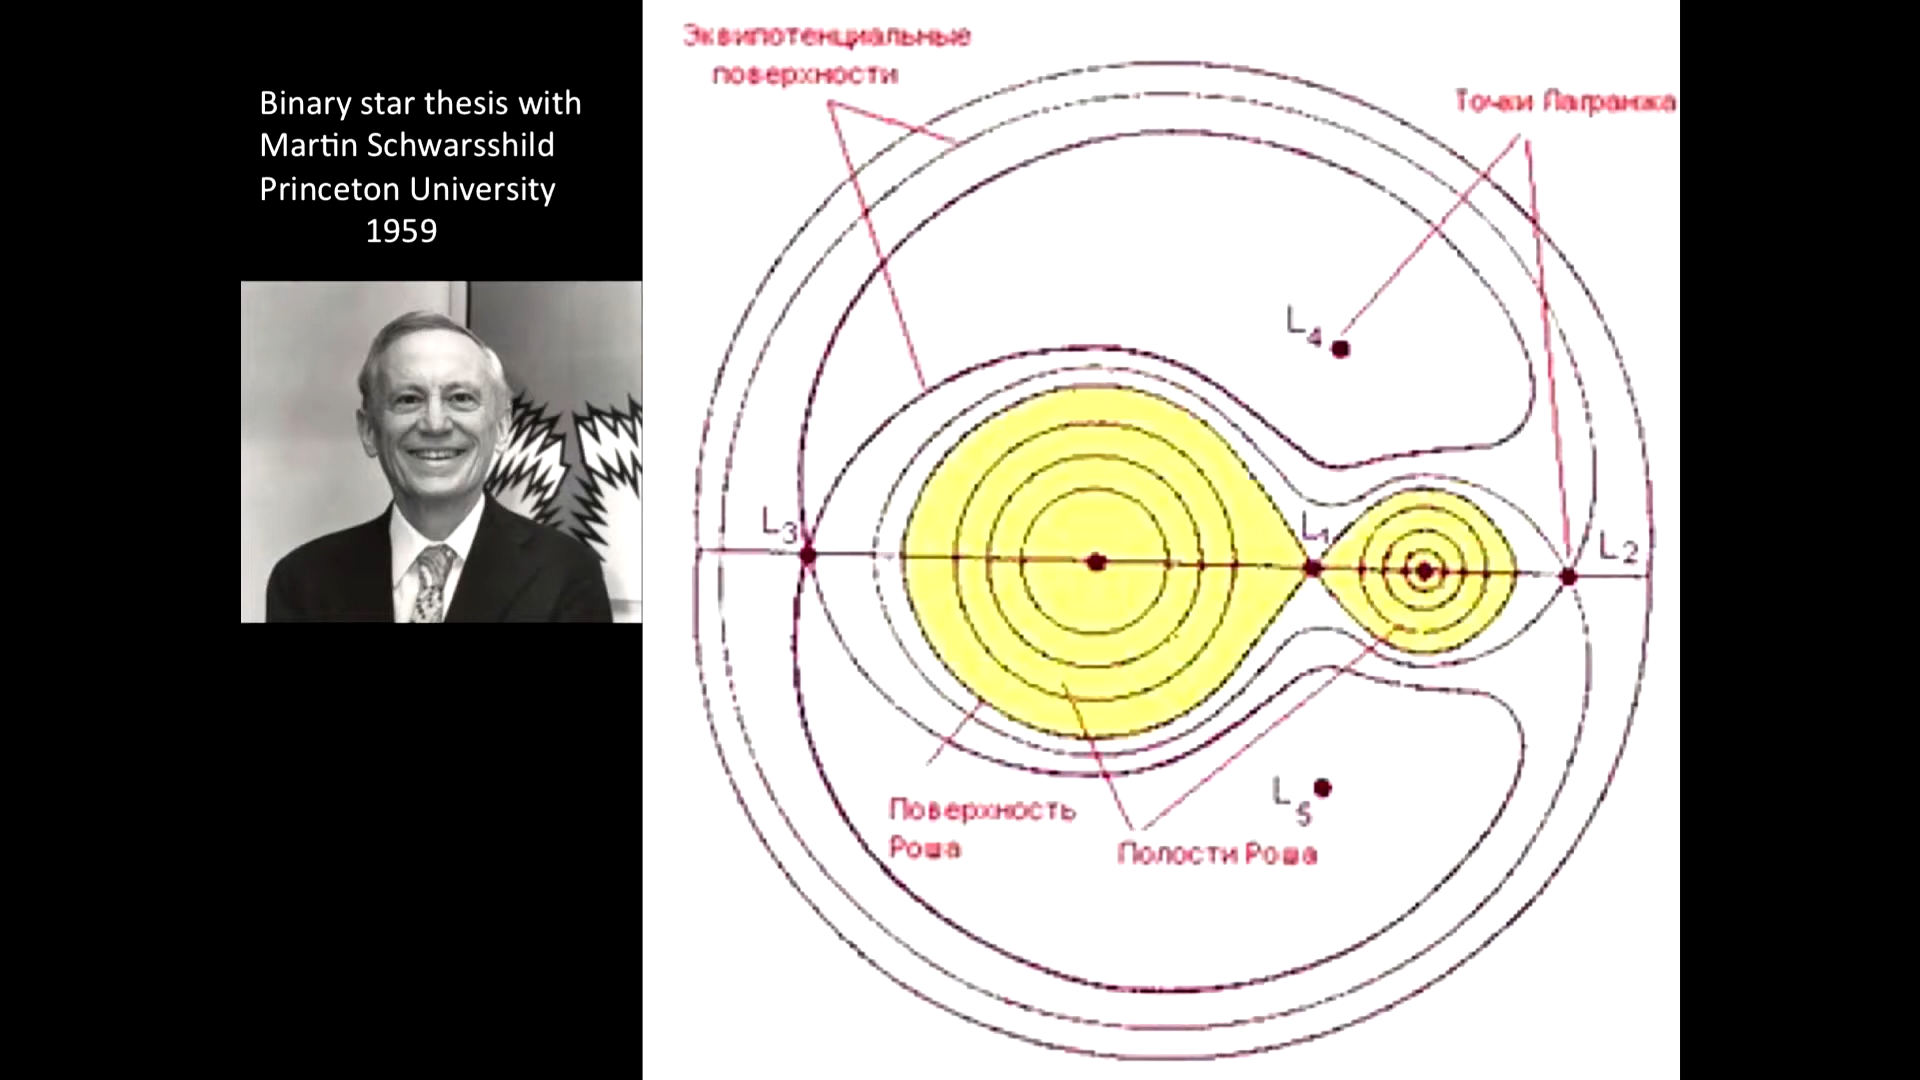 Binary star thesis with
Martin Schwarsshild
Princeton University
1959
Эквипотенциальные
поверхности
Точки Лагранжа
L4
L3
L1
L2
L5
Поверхность
Роша
Полости Роша